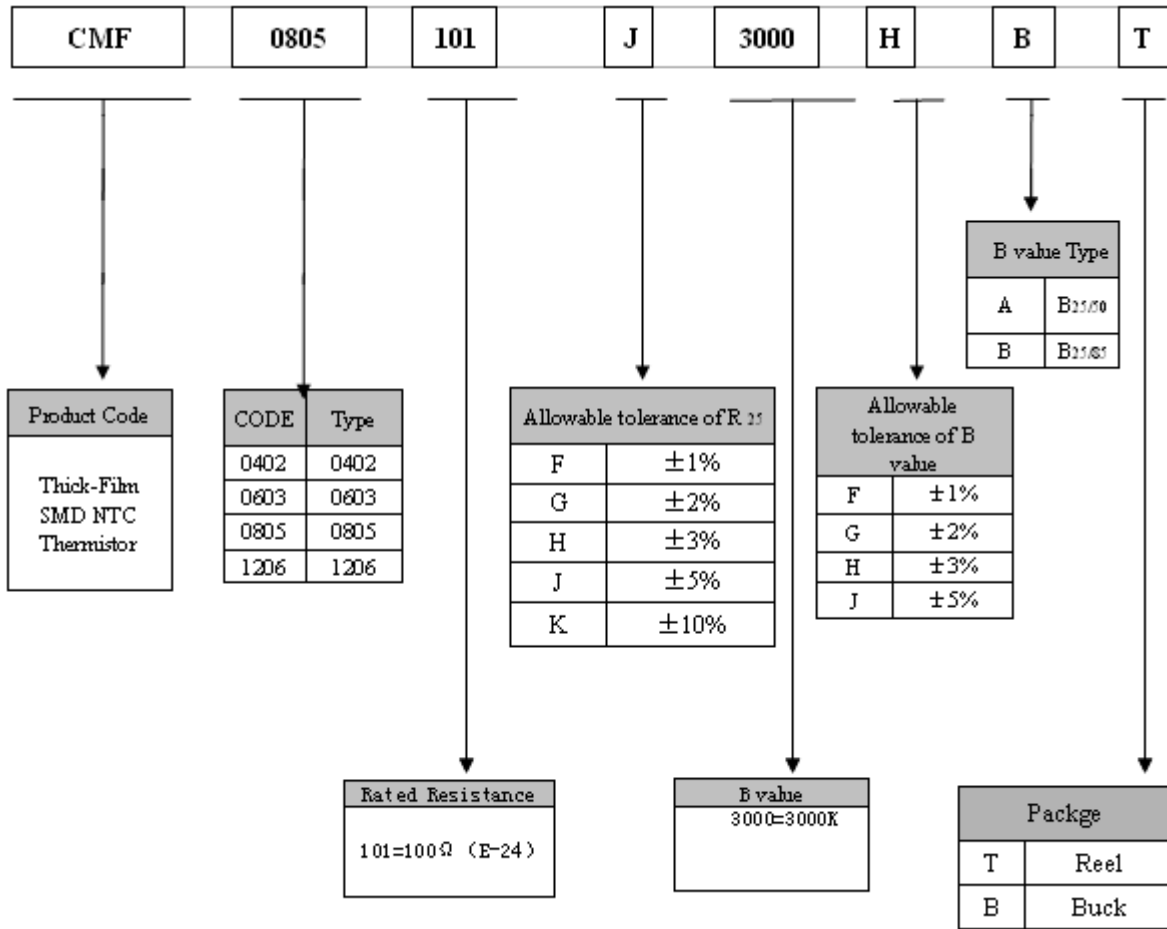 CMF 0805 101 J 3000 H B T
B value Type
A B25/50
B B25/85
Product Code
Thick-Film
SMD NTC
Thermistor
CODE Type
0402 0402
0603 0603
0805 0805
1206 1206
Allowable tolerance of R 25
F ±1%
G ±2%
H ±3%
J ±5%
K ±10%
Allowable
tolerance of B
value
F ±1%
G ±2%
H ±3%
J ±5%
Rated Resistance
101=100Ω (E-24)
B value
3000=3000K
Packge
T Reel
B Buck